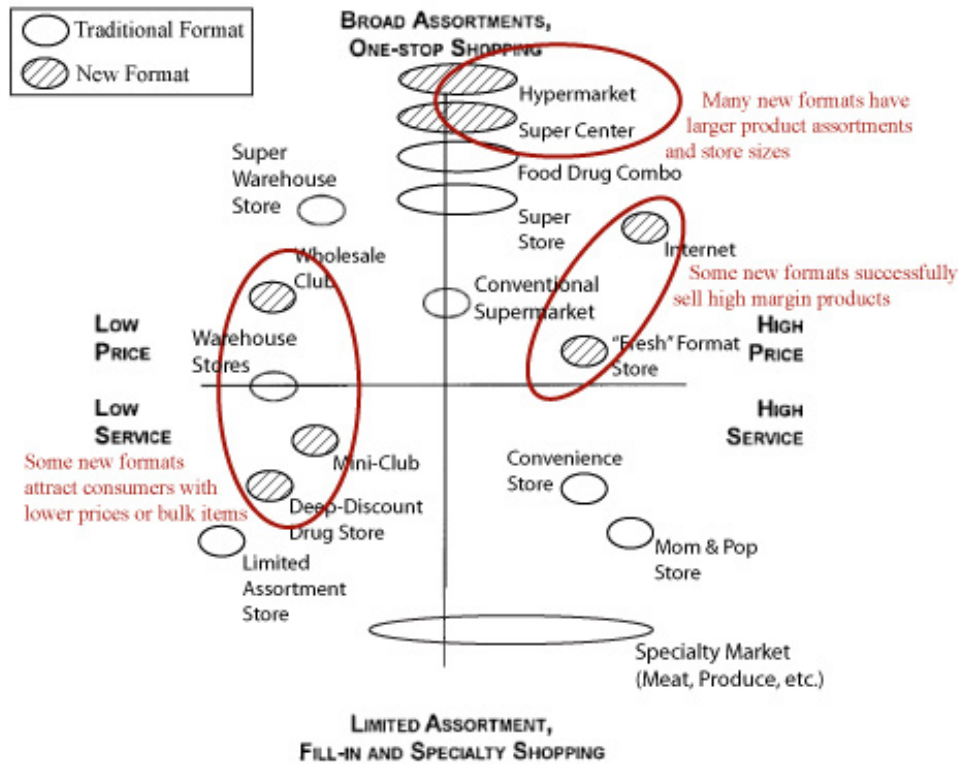 Traditional Format
New Format
BROAD ASSORTMENTS,
ONE-STOP SHOPPING
Hypermarket
Super Center
Food Drug Combo
Many new formats have
larger product assortments
and store sizes
Super
Warehouse
Store
Super
Store
Internet
Wholesale
Club
Conventional
Supermarket
Some new formats successfully
sell high margin products
LOW
PRICE
Warehouse
Stores
"Fresh" Format
Store
HIGH
PRICE
LOW
SERVICE
HIGH
SERVICE
Some new formats
attract consumers with
lower prices or bulk items
Mini-Club
Deep-Discount
Drug Store
Convenience
Store
Limited
Assortment
Store
Mom & Pop
Store
Specialty Market
(Meat, Produce, etc.)
LIMITED ASSORTMENT,
FILL-IN AND SPECIALTY SHOPPING